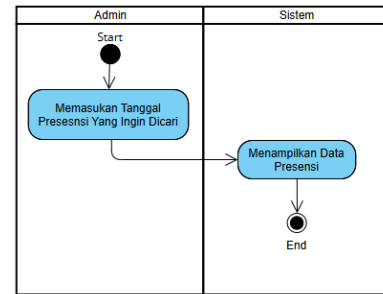 Admin
Sistem
Start
Memasukan Tanggal
Presesnsi Yang Ingin Dicari
Menampilkan Data
Presensi
End